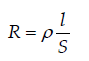 R = ρ l/S